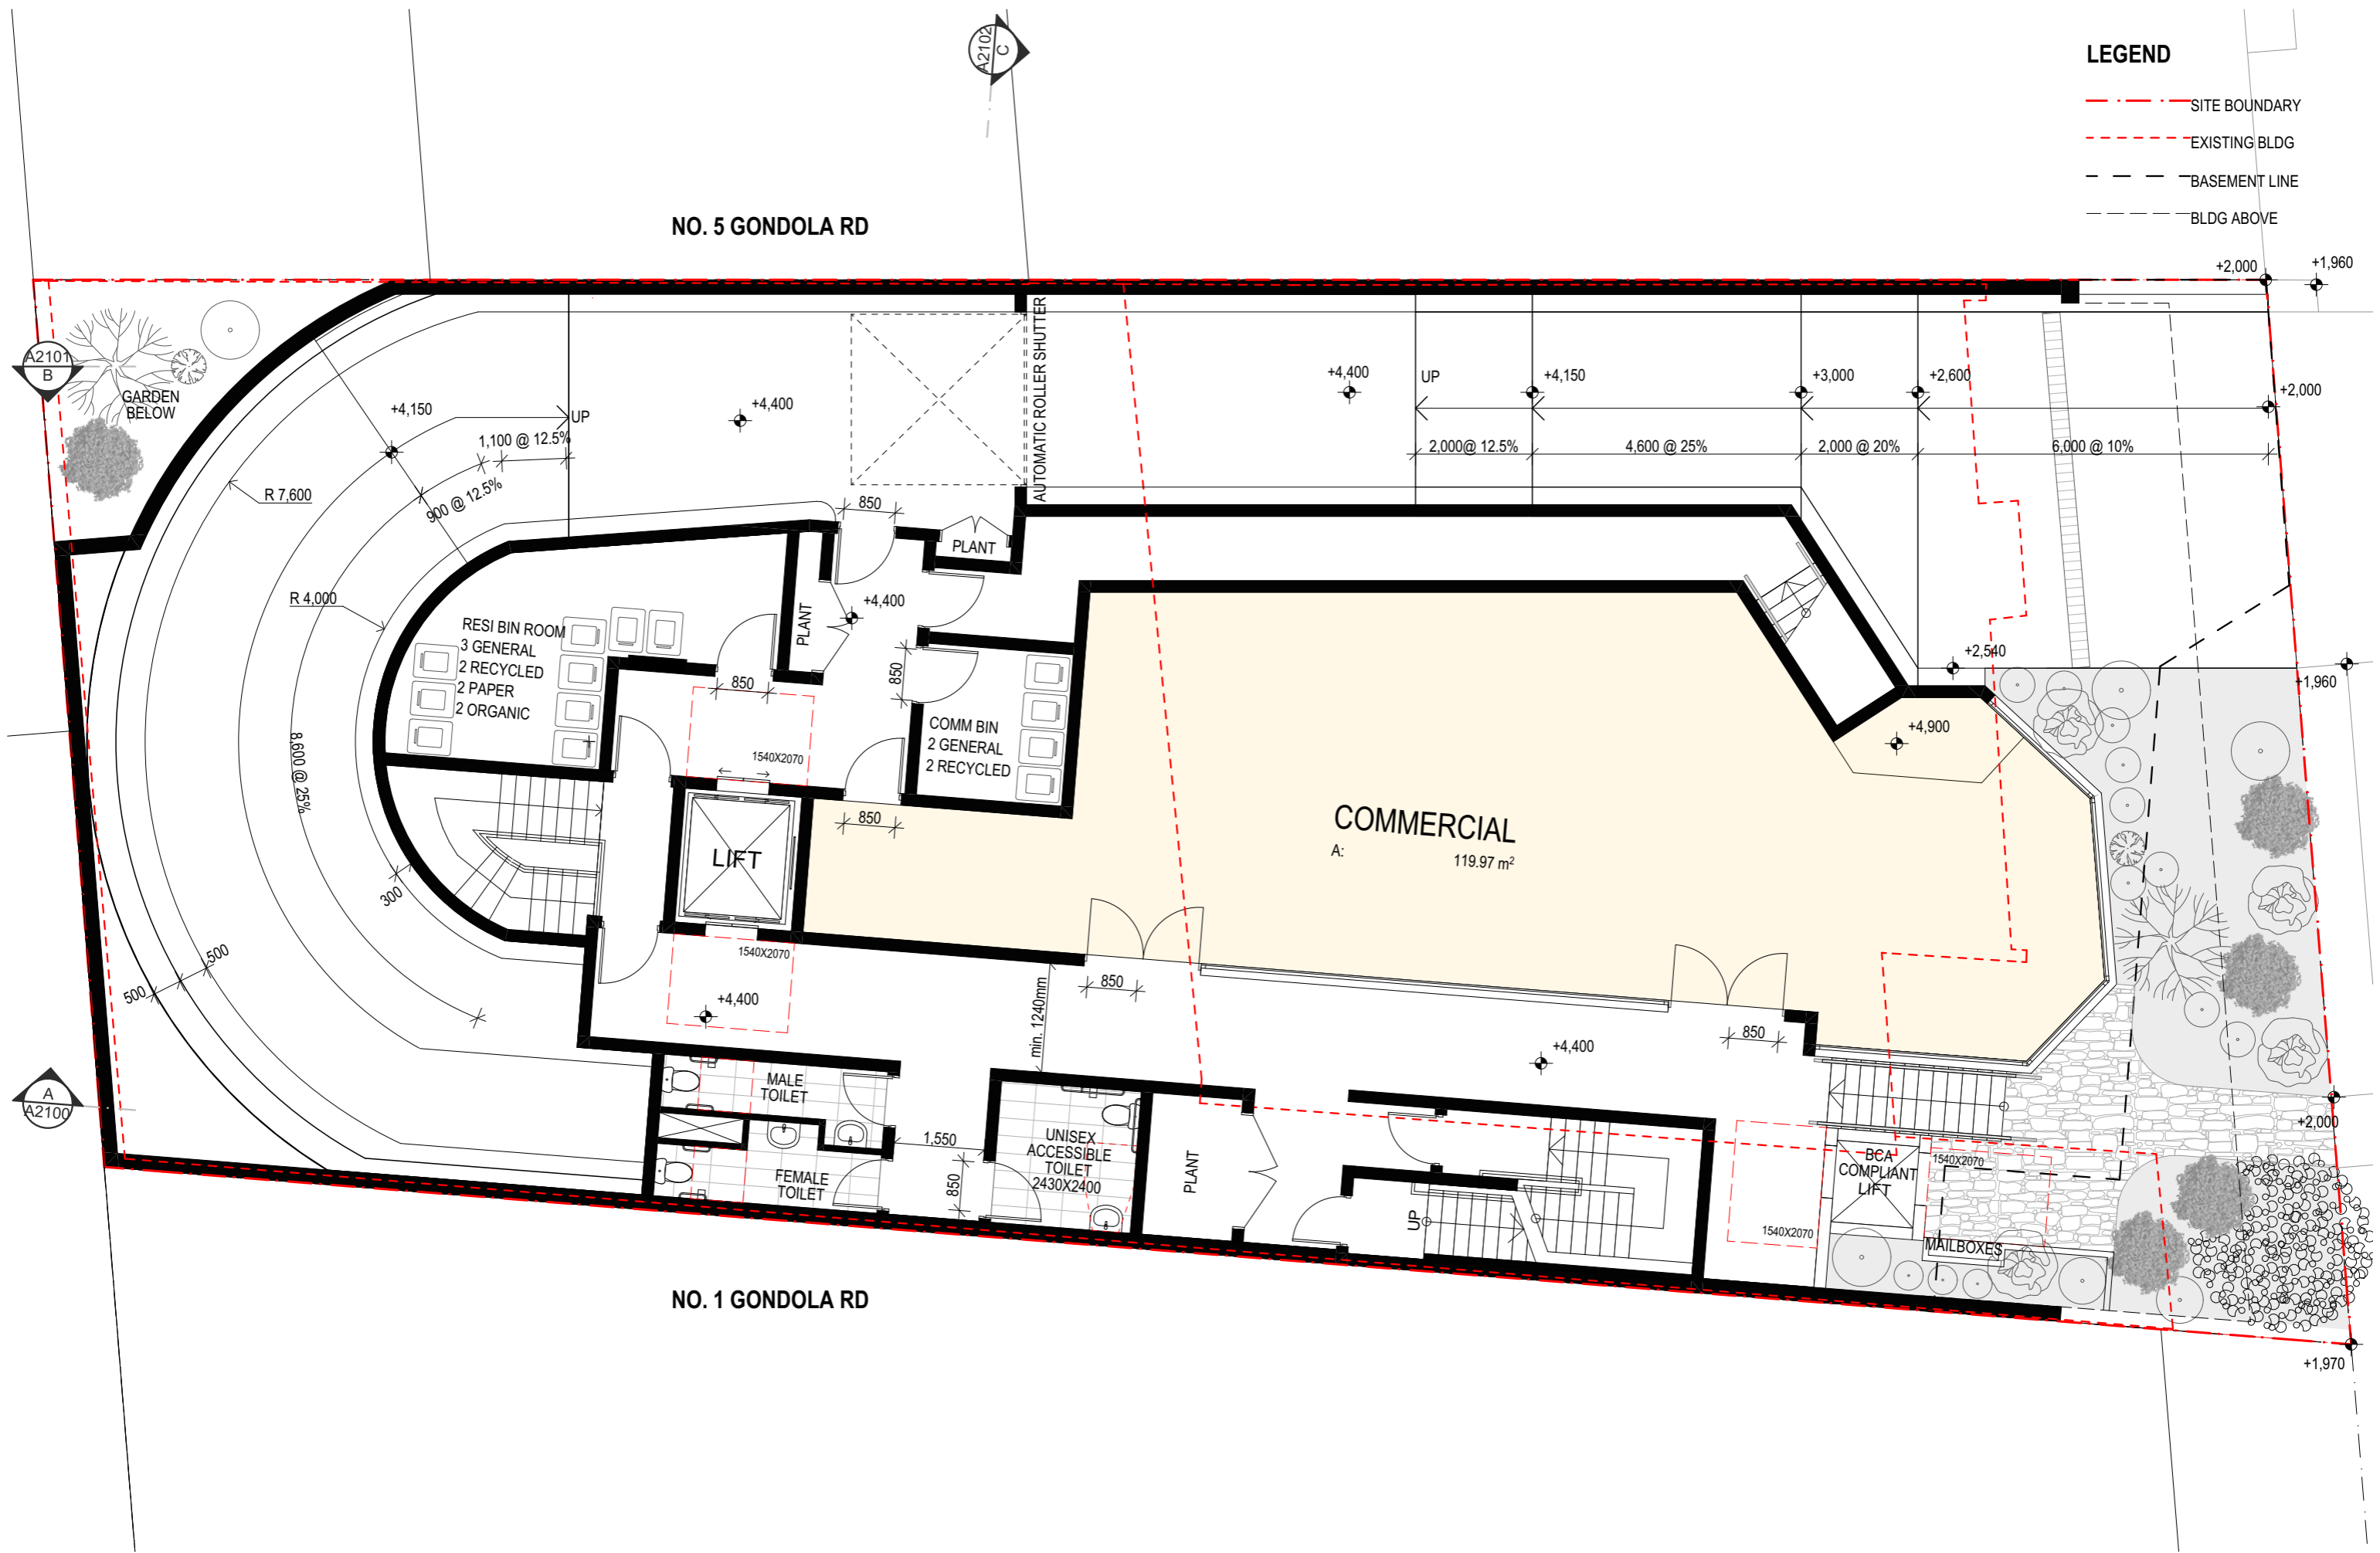 A2102
C
LEGEND
SITE BOUNDARY
EXISTING BLDG
BASEMENT LINE
BLDG ABOVE
NO. 5 GONDOLA RD
+2,000
+1,960
A2101
B
GARDEN
BELOW
+4,150
UP
1,100 @ 12.5%
900 @ 12.5%
R 7,600
+4,400
AUTOMATIC ROLLER SHUTTER
+4,400
UP
+4,150
+3,000
+2,600
+2,000
2,000@ 12.5%
4,600 @ 25%
2,000 @ 20%
6,000 @ 10%
850
PLANT
R 4,000
RESI BIN ROOM
3 GENERAL
2 RECYCLED
2 PAPER
2 ORGANIC
PLANT
+4,400
850
850
+2,540
+1,960
8,600 @ 25%
1540X2070
COMM BIN
2 GENERAL
2 RECYCLED
+4,900
850
LIFT
COMMERCIAL
A:
119.97 m²
300
500
500
1540X2070
+4,400
850
min. 1240mm
850
+4,400
A
A2100
MALE
TOILET
1,550
FEMALE
TOILET
850
UNISEX
ACCESSIBLE
TOILET
2430X2400
PLANT
UP
BCA
COMPLIANT
LIFT
1540X2070
1540X2070
MAILBOXES
+2,000
+1,970
NO. 1 GONDOLA RD